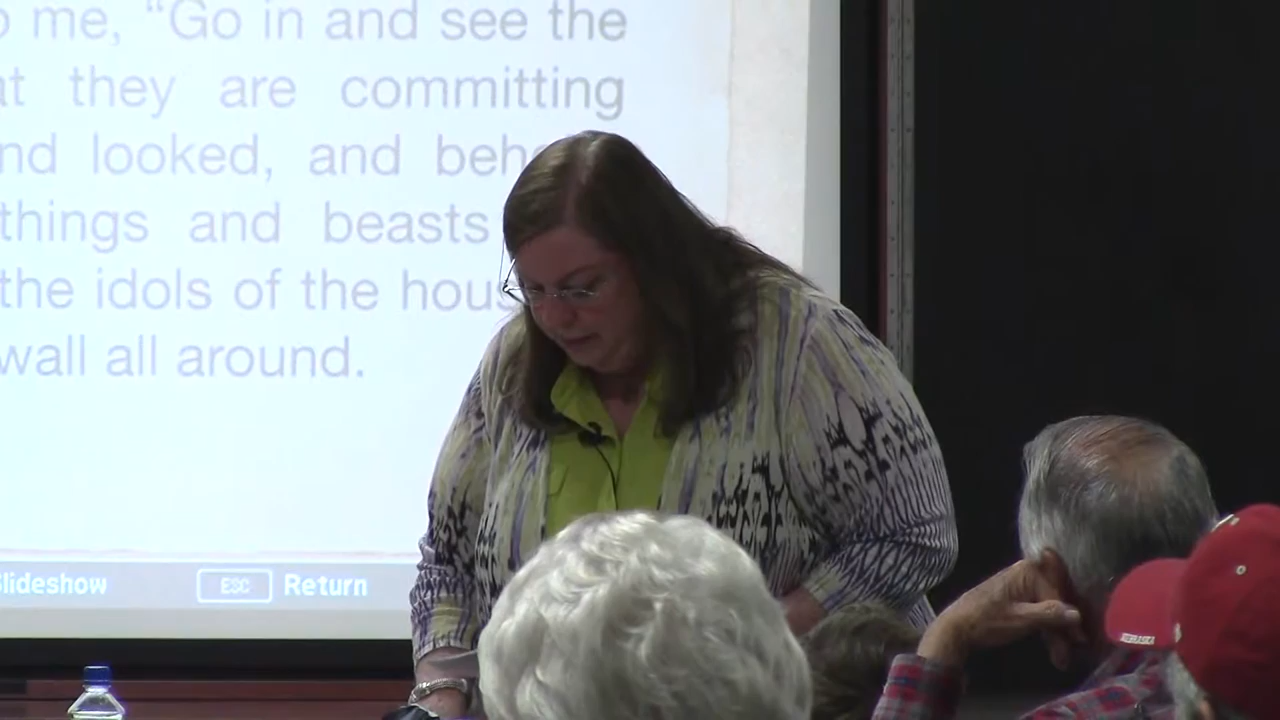 o me, “Go in and see the
at they are committing
nd looked, and beho
things and beasts
the idols of the hous
wall all around.
Slideshow ESC Return